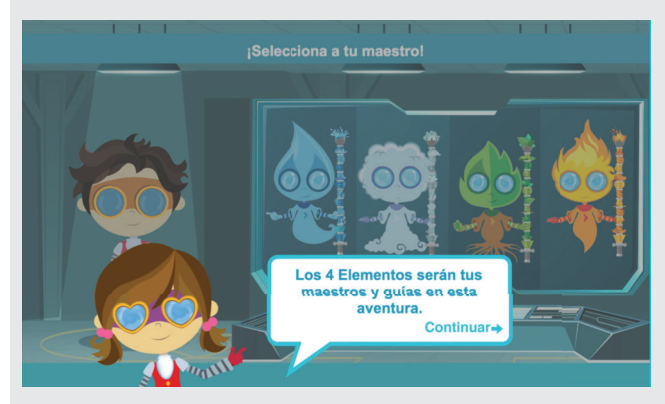 ¡Selecciona a tu maestro!
Los 4 Elementos serán tus
maestros y guías en esta
aventura.
Continuar→